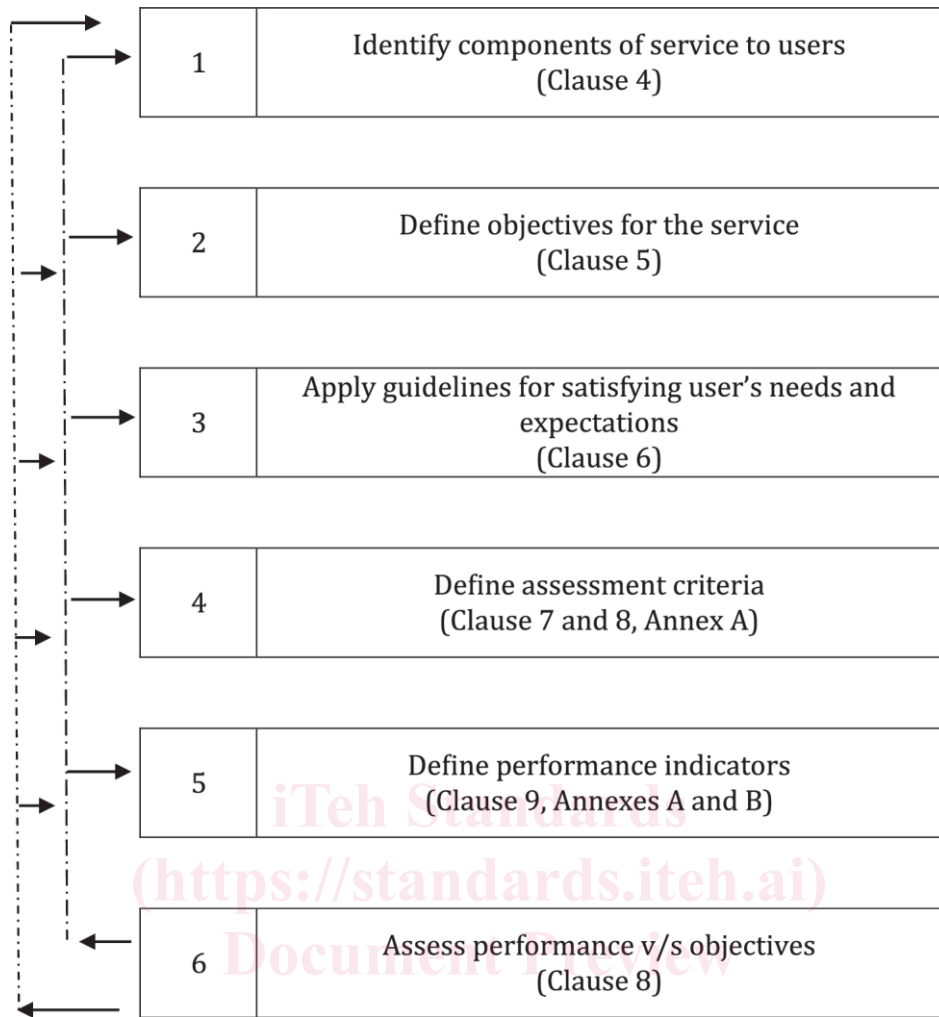 1
Identify components of service to users
(Clause 4)
2
Define objectives for the service
(Clause 5)
3
Apply guidelines for satisfying user’s needs and
expectations
(Clause 6)
4
Define assessment criteria
(Clause 7 and 8, Annex A)
5
Define performance indicators
(Clause 9, Annexes A and B)
iTeh Standards
(https://standards.iteh.ai)
Document Preview
6
Assess performance v/s objectives
(Clause 8)